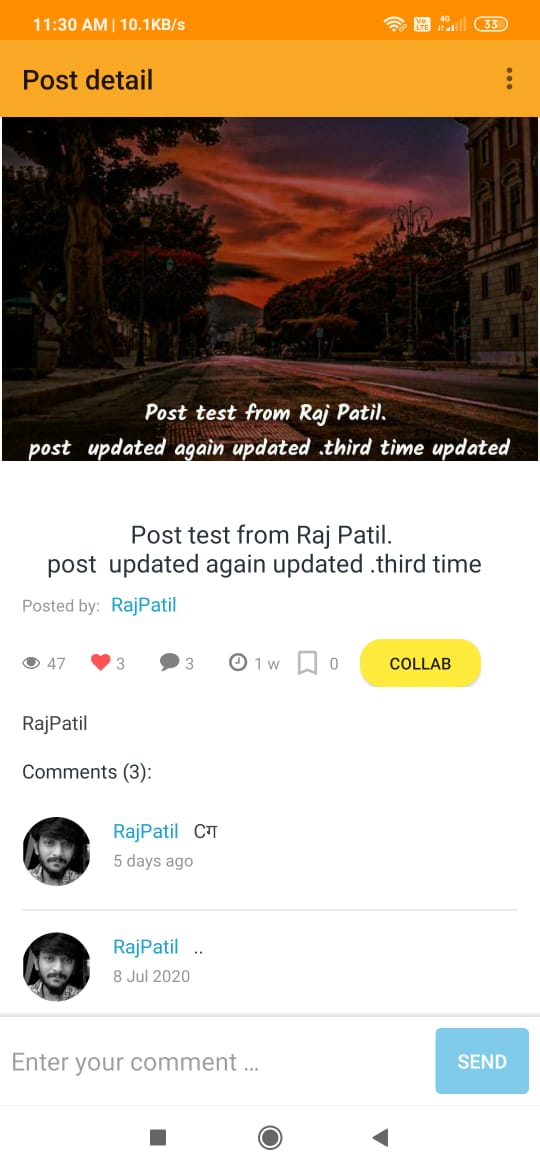 11:30 AM | 10.1KB/s Vo LTE 4G 33
Post detail
Post test from Raj Patil.
post  updated again updated .third time updated
Post test from Raj Patil.
post  updated again updated .third time
Posted by: RajPatil
47 3 3 1 w 0 COLLAB
RajPatil
Comments (3):
RajPatil Cग
5 days ago
RajPatil ..
8 Jul 2020
Enter your comment ... SEND